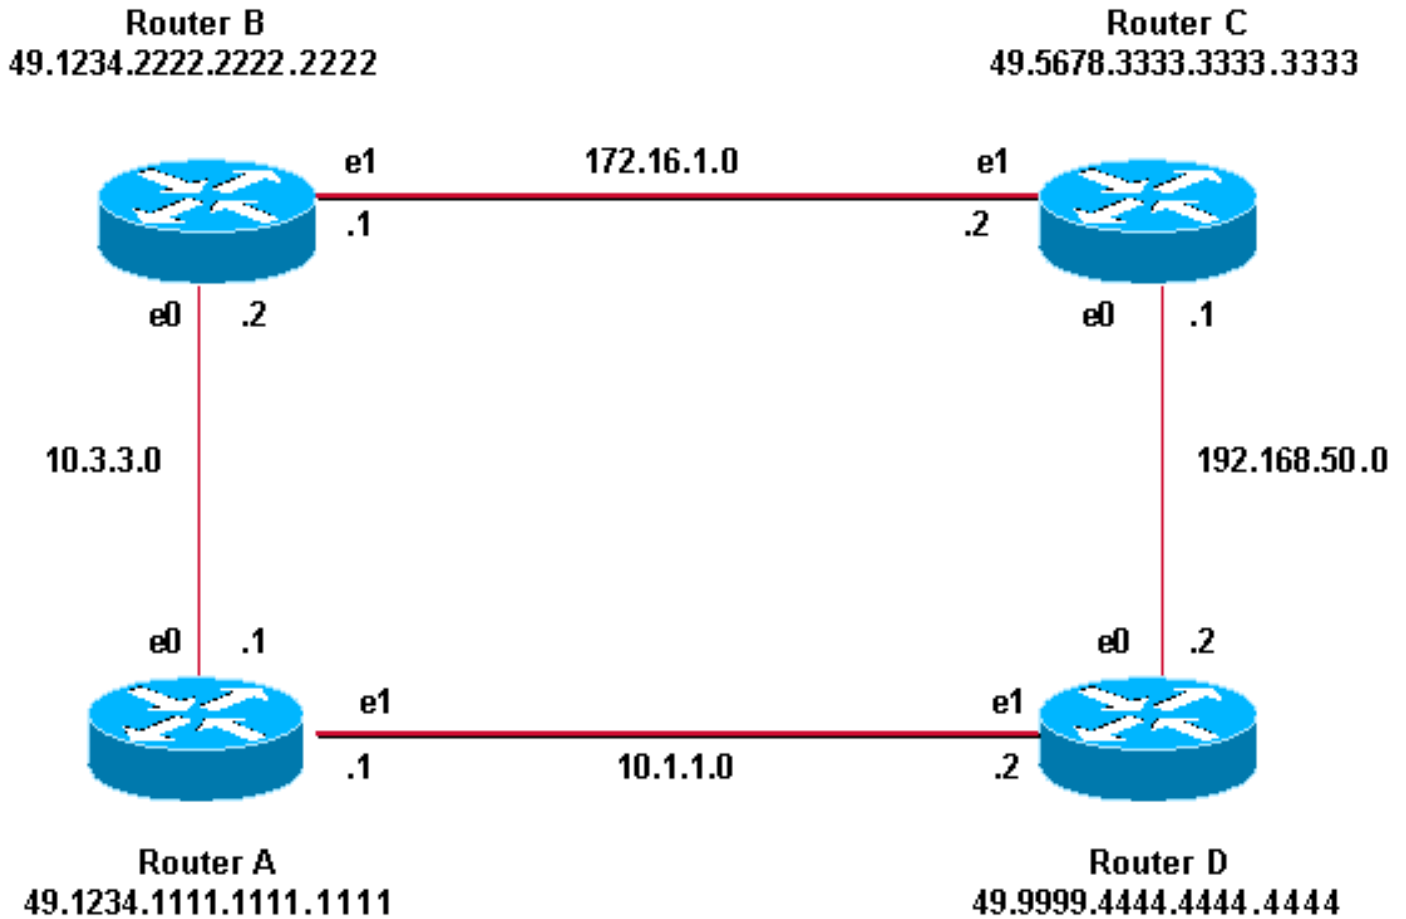 Router B
49.1234.2222.2222.2222
Router C
49.5678.3333.3333.3333
e1
172.16.1.0
e1
.1
.2
e0
.2
e0
.1
10.3.3.0
192.168.50.0
e0
.1
e0
.2
e1
e1
.1
10.1.1.0
.2
Router A
49.1234.1111.1111.1111
Router D
49.9999.4444.4444.4444